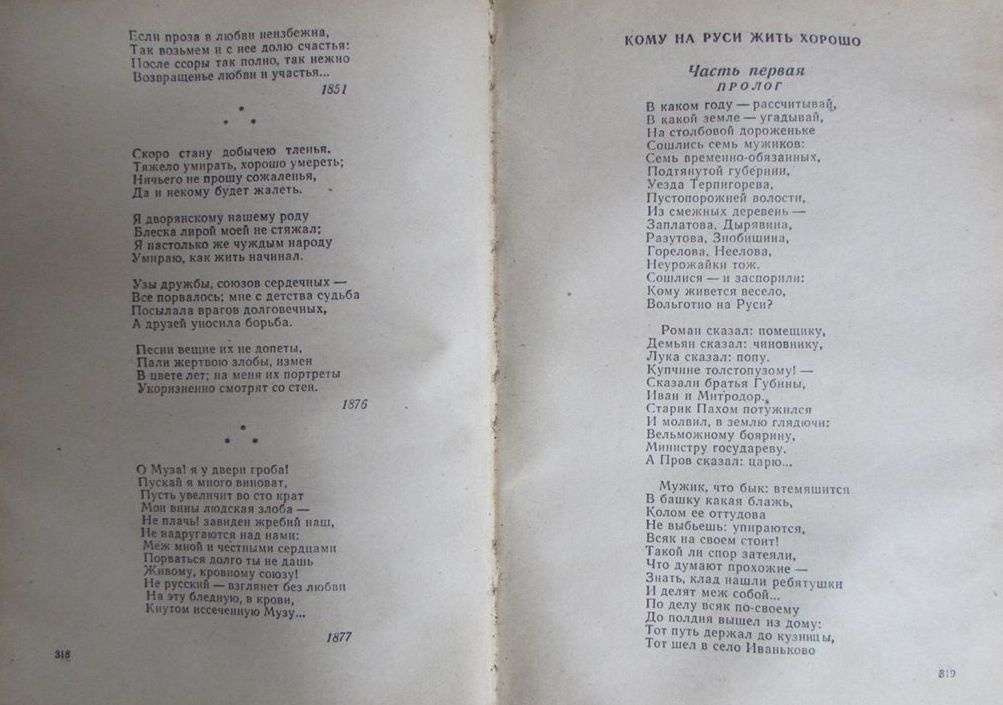 Если проза в любви неизбежна,
Так возьмем и с нее долю счастья:
После ссоры так полно, так нежно
Возвращенье любви и участья...
1851
* * *
Скоро стану добычею тленья.
Тяжело умирать, хорошо умереть;
Ничьего не прошу сожаленья,
Да и некому будет жалеть.
Я дворянскому нашему роду
Блеска лирой моей не стяжал;
Я настолько же чуждым народу
Умираю, как жить начинал.
Узы дружбы, союзов сердечных —
Все порвалось; мне с детства судьба
Посылала врагов долговечных,
А друзей уносила борьба.
Песни вещие их не допеты,
Пали жертвою злобы, измен
В цвете лет; на меня их портреты
Укоризненно смотрят со стен.
1876
* * *
О Муза! я у двери гроба!
Пускай я много виноват,
Пусть увеличит во сто крат
Мои вины людская злоба —
Не плачь! завиден жребий наш,
Не надругаются над нами:
Меж мной и честными сердцами
Порваться долго ты не дашь
Живому, кровному союзу!
Не русский — взглянет без любви
На эту бледную, в крови,
Кнутом иссеченную Музу...
1877
318
КОМУ НА РУСИ ЖИТЬ ХОРОШО
Часть первая
ПРОЛОГ
В каком году — рассчитывай,
В какой земле — угадывай,
На столбовой дороженьке
Сошлись семь мужиков:
Семь временно-обязанных,
Подтянутой губернии,
Уезда Терпигорева,
Пустопорожней волости,
Из смежных деревень —
Заплатова, Дырявина,
Разутова, Знобишина,
Горелова, Неелова,
Неурожайки тож.
Сошлися — и заспорили:
Кому живется весело,
Вольготно на Руси?
Роман сказал: помещику,
Демьян сказал: чиновнику,
Лука сказал: попу.
Купчине толстопузому! —
Сказали братья Губины,
Иван и Митродор.
Старик Пахом потужился
И молвил, в землю глядючи:
Вельможному боярину,
Министру государеву.
А Пров сказал: царю...
Мужик, что бык: втемяшится
В башку какая блажь,
Колом ее оттудова
Не выбьешь: упираются,
Всяк на своем стоит!
Такой ли спор затеяли,
Что думают прохожие —
Знать, клад нашли ребятушки
И делят меж собой...
По делу всяк по-своему
До полдня вышел из дому:
Тот путь держал до кузницы,
Тот шел в село Иваньково
319